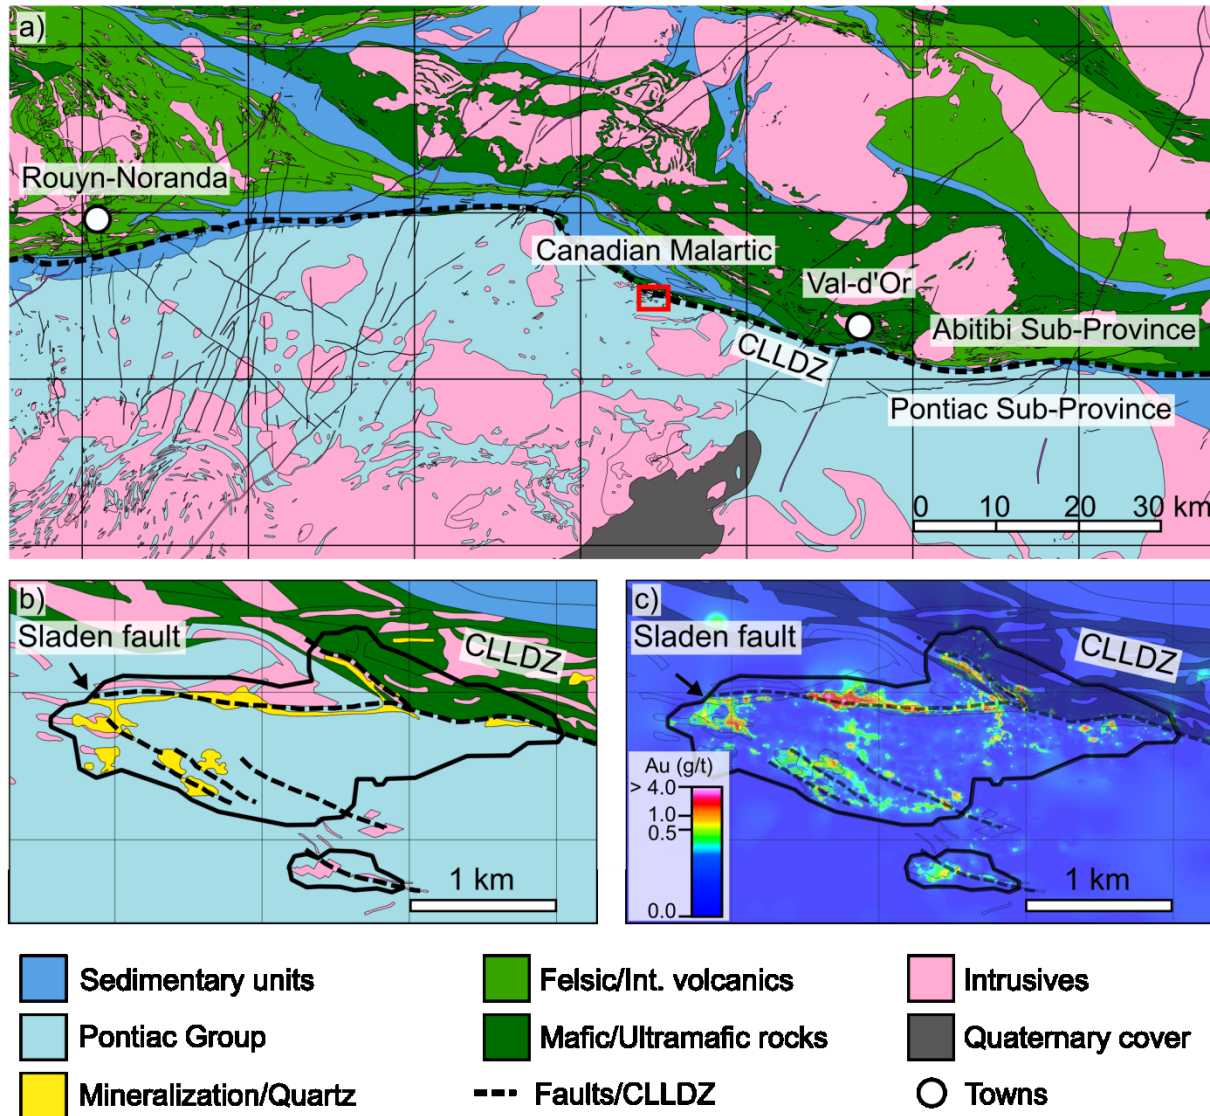 a)
Rouyn-Noranda
Canadian Malartic
Val-d'Or
Abitibi Sub-Province
CLLDZ
Pontiac Sub-Province
0 10 20 30 km
b)
Sladen fault
CLLDZ
1 km
c)
Sladen fault
CLLDZ
Au (g/t)
> 4.0
1.0
0.5
0.0
1 km
Sedimentary units
Felsic/Int. volcanics
Intrusives
Pontiac Group
Mafic/Ultramafic rocks
Quaternary cover
Mineralization/Quartz
Faults/CLLDZ
Towns